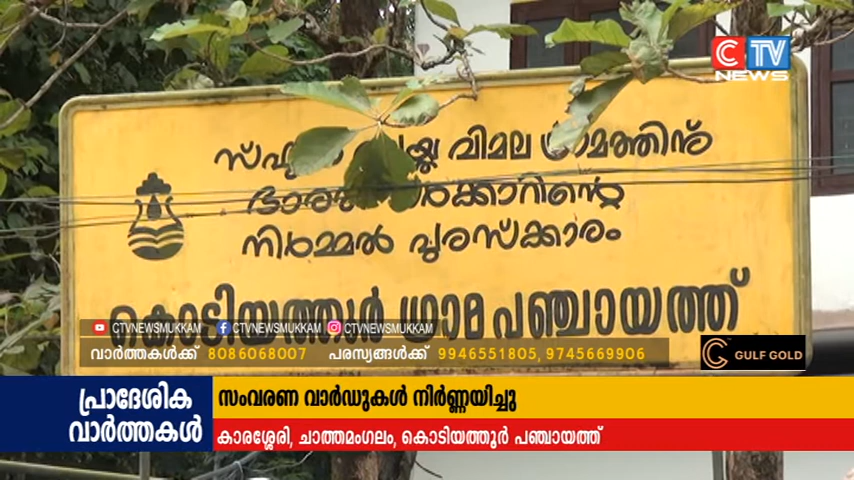 CTV
NEWS
വിമല ഗ്രാമത്തിന്
നിർമ്മൽ പുരസ്ക്കാരം
കൊടിയത്തൂർ ഗ്രാമ പഞ്ചായത്ത്
CTVNEWSMUKKAM CTVNEWSMUKKAM CTVNEWSMUKKAM
വാർത്തകൾക്ക് 8086068007 പരസ്യങ്ങൾക്ക് 9946551805, 9745669906
GULF GOLD
പ്രാദേശിക
വാർത്തകൾ
സംവരണ വാർഡുകൾ നിർണ്ണയിച്ചു
കാരശ്ശേരി, ചാത്തമംഗലം, കൊടിയത്തൂർ പഞ്ചായത്ത്